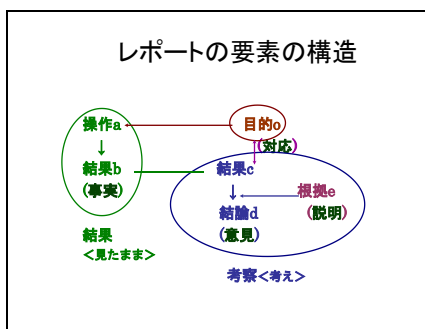 レポートの要素の構造
操作a
目的o
↓
(対応)
結果b
結果c
(事実)
↓
根拠e
結論d
(説明)
(意見)
結果
<見たまま>
考察<考え>